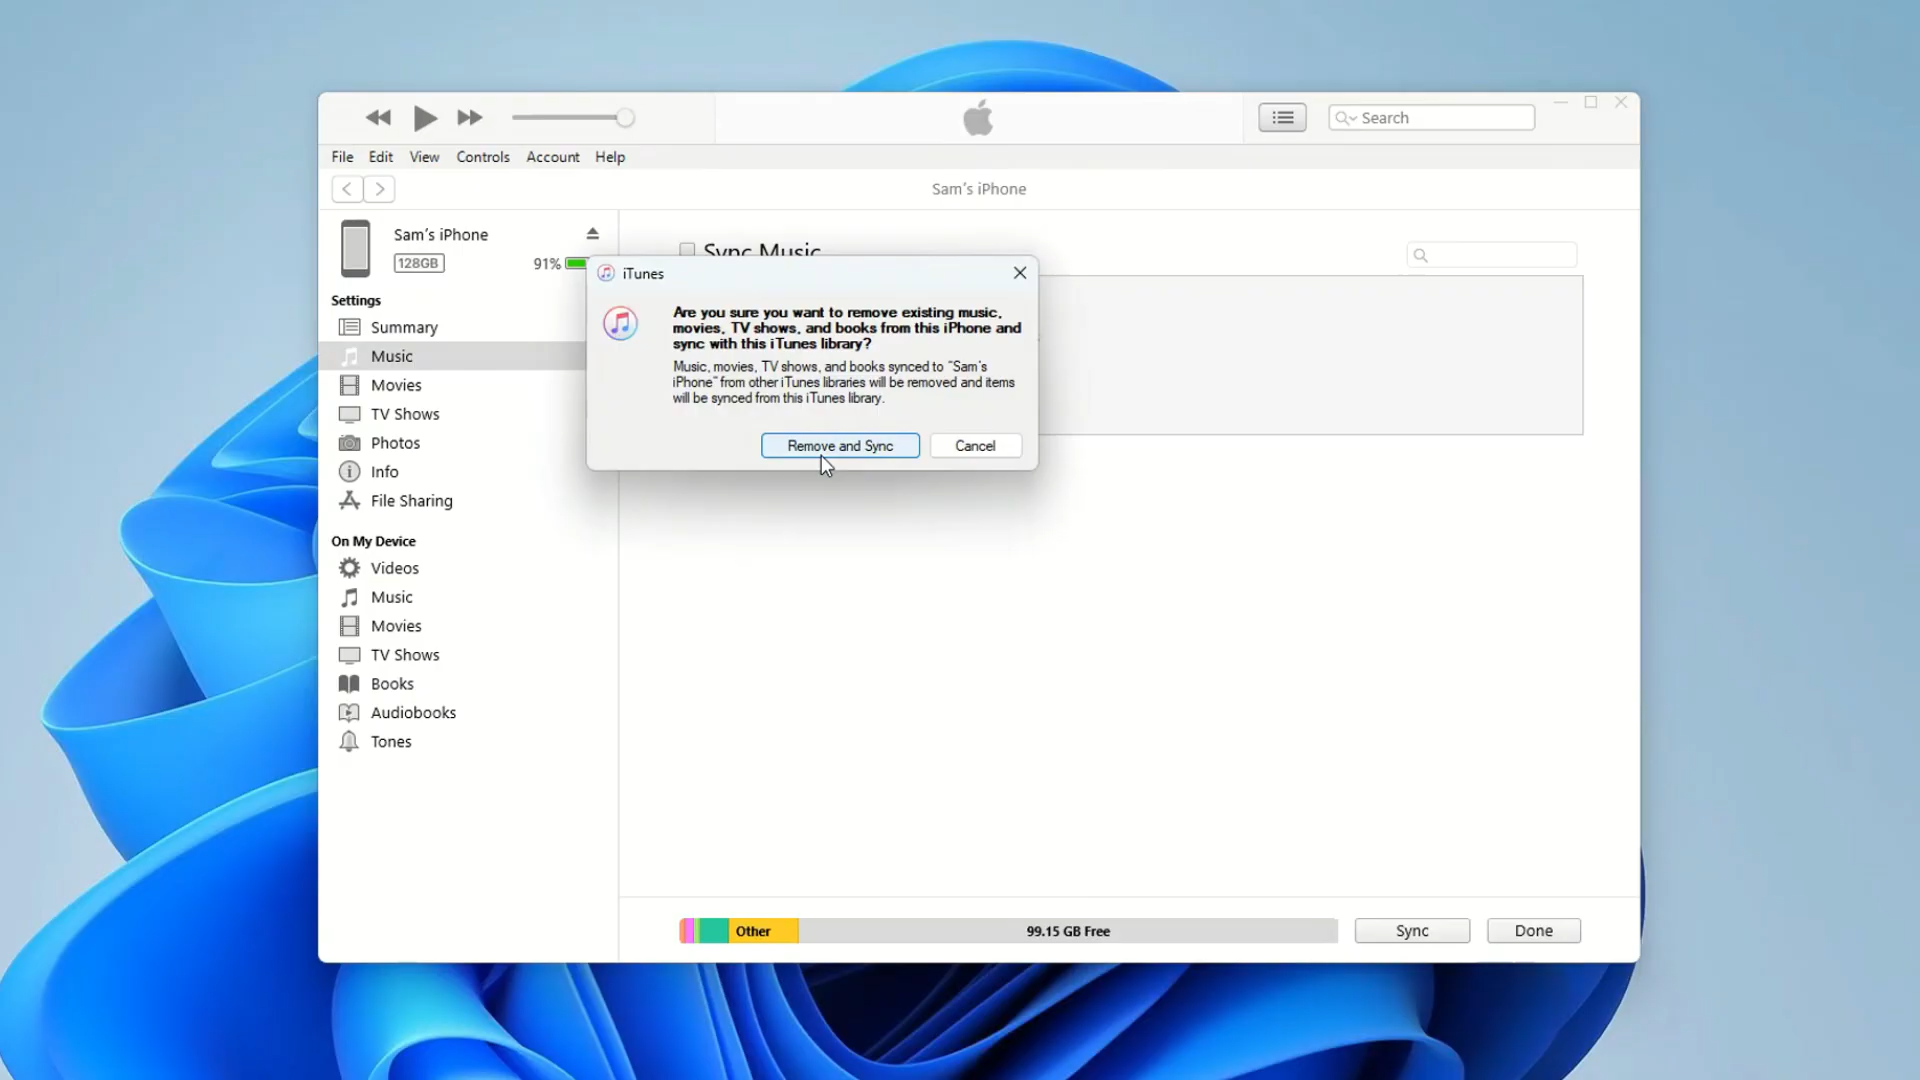 Search
File Edit View Controls Account Help
Sam's iPhone
Sam's iPhone
128GB
91%
Settings
Summary
Music
Movies
TV Shows
Photos
Info
File Sharing
On My Device
Videos
Music
Movies
TV Shows
Books
Audiobooks
Tones
Sync Music
iTunes
Are you sure you want to remove existing music,
movies, TV shows, and books from this iPhone and
sync with this iTunes library?
Music, movies, TV shows, and books synced to "Sam's
iPhone" from other iTunes libraries will be removed and items
will be synced from this iTunes library.
Remove and Sync Cancel
Other 99.15 GB Free Sync Done